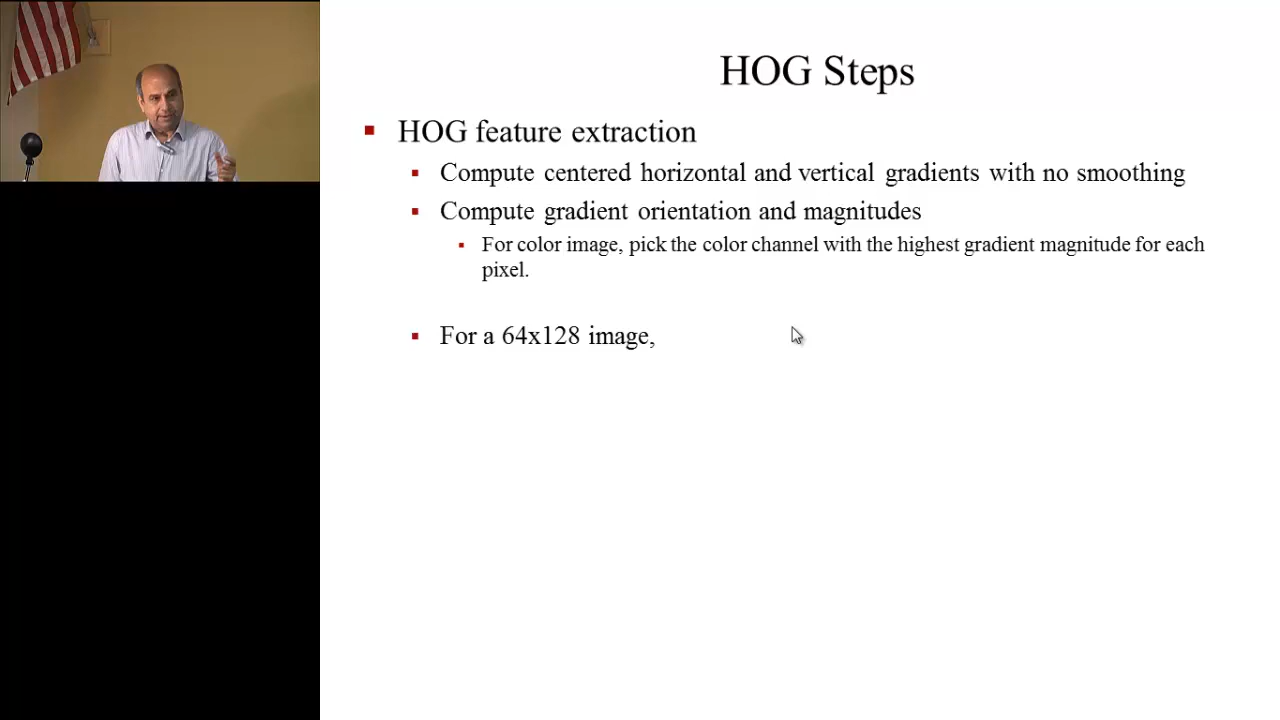 HOG Steps
HOG feature extraction
Compute centered horizontal and vertical gradients with no smoothing
Compute gradient orientation and magnitudes
For color image, pick the color channel with the highest gradient magnitude for each
pixel.
For a 64x128 image,